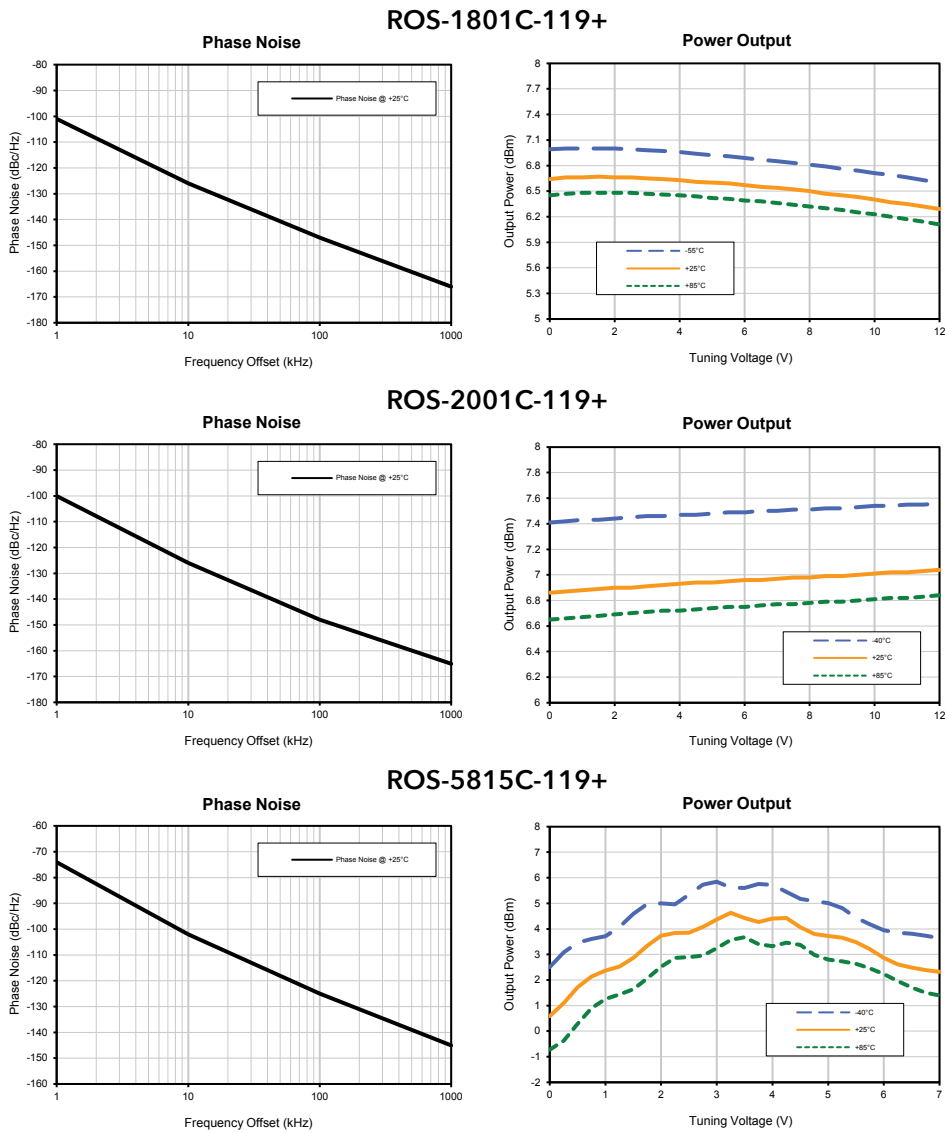 ROS-1801C-119+
Phase Noise
-80
-90
-100
-110
-120
-130
-140
-150
-160
-170
-180
Phase Noise (dBc/Hz)
Phase Noise @ +25°C
1 10 100 1000
Frequency Offset (kHz)
Power Output
8
7.7
7.4
7.1
6.8
6.5
6.2
5.9
5.6
5.3
5
Output Power (dBm)
-55°C
+25°C
+85°C
0 2 4 6 8 10 12
Tuning Voltage (V)
ROS-2001C-119+
Phase Noise
-80
-90
-100
-110
-120
-130
-140
-150
-160
-170
-180
Phase Noise (dBc/Hz)
Phase Noise @ +25°C
1 10 100 1000
Frequency Offset (kHz)
Power Output
8
7.8
7.6
7.4
7.2
7
6.8
6.6
6.4
6.2
6
Output Power (dBm)
-40°C
+25°C
+85°C
0 2 4 6 8 10 12
Tuning Voltage (V)
ROS-5815C-119+
Phase Noise
-60
-70
-80
-90
-100
-110
-120
-130
-140
-150
-160
Phase Noise (dBc/Hz)
Phase Noise @ +25°C
1 10 100 1000
Frequency Offset (kHz)
Power Output
8
7
6
5
4
3
2
1
0
-1
-2
Output Power (dBm)
-40°C
+25°C
+85°C
0 1 2 3 4 5 6 7
Tuning Voltage (V)